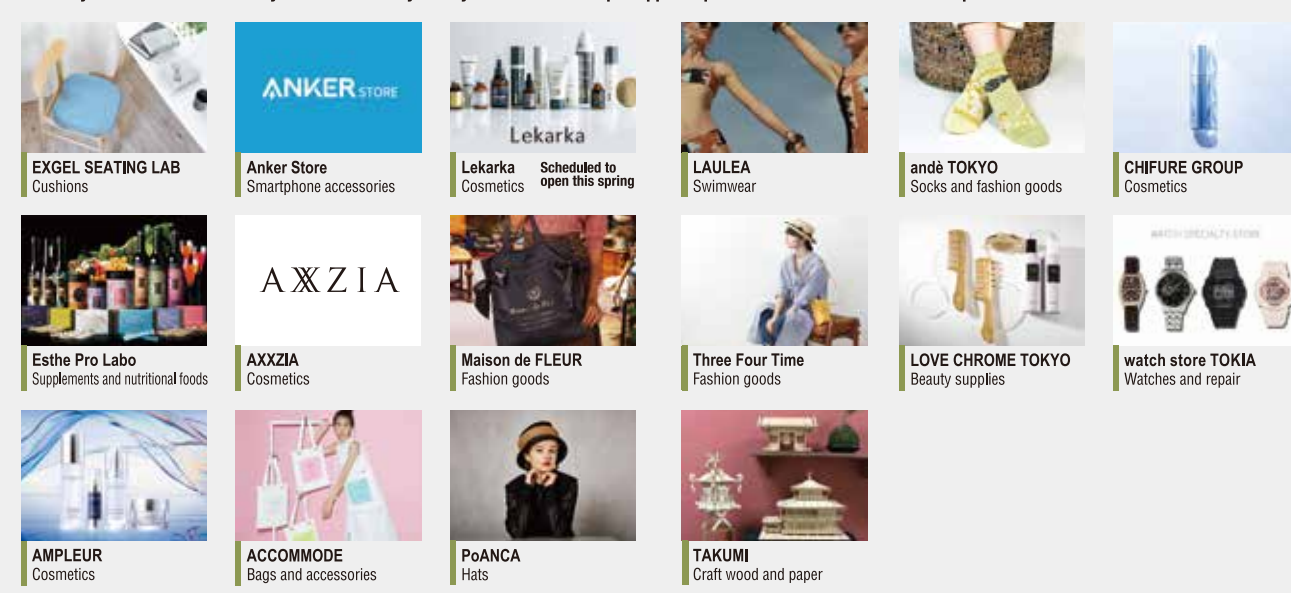 ANKER STORE
Lekarka
EXGEL SEATING LAB
Cushions
Anker Store
Smartphone accessories
Lekarka
Cosmetics
Scheduled to
open this spring
LAULEA
Swimwear
andè TOKYO
Socks and fashion goods
CHIFURE GROUP
Cosmetics
AXXZIA
WATCH SPECIALTY STORE
Esthe Pro Labo
Supplements and nutritional foods
AXXZIA
Cosmetics
Maison de FLEUR
Fashion goods
Three Four Time
Fashion goods
LOVE CHROME TOKYO
Beauty supplies
watch store TOKIA
Watches and repair
AMPLEUR
Cosmetics
ACCOMMODE
Bags and accessories
PoANCA
Hats
TAKUMI
Craft wood and paper